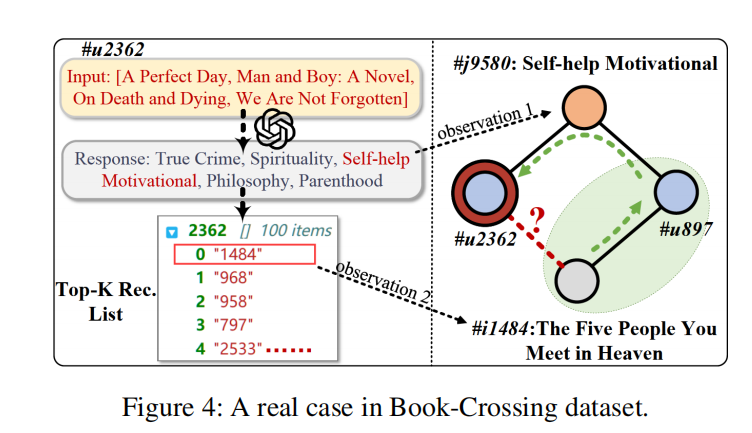 #u2362
Input: [A Perfect Day, Man and Boy: A Novel,
On Death and Dying, We Are Not Forgotten]
Response: True Crime, Spirituality, Self-help
Motivational, Philosophy, Parenthood
Top-K Rec.
List
2362 [] 100 items
0 "1484"
1 "968"
2 "958"
3 "797"
4 "2533"
observation 1
observation 2
#j9580: Self-help Motivational
#u2362
?
#u897
#i1484:The Five People You
Meet in Heaven
Figure 4: A real case in Book-Crossing dataset.